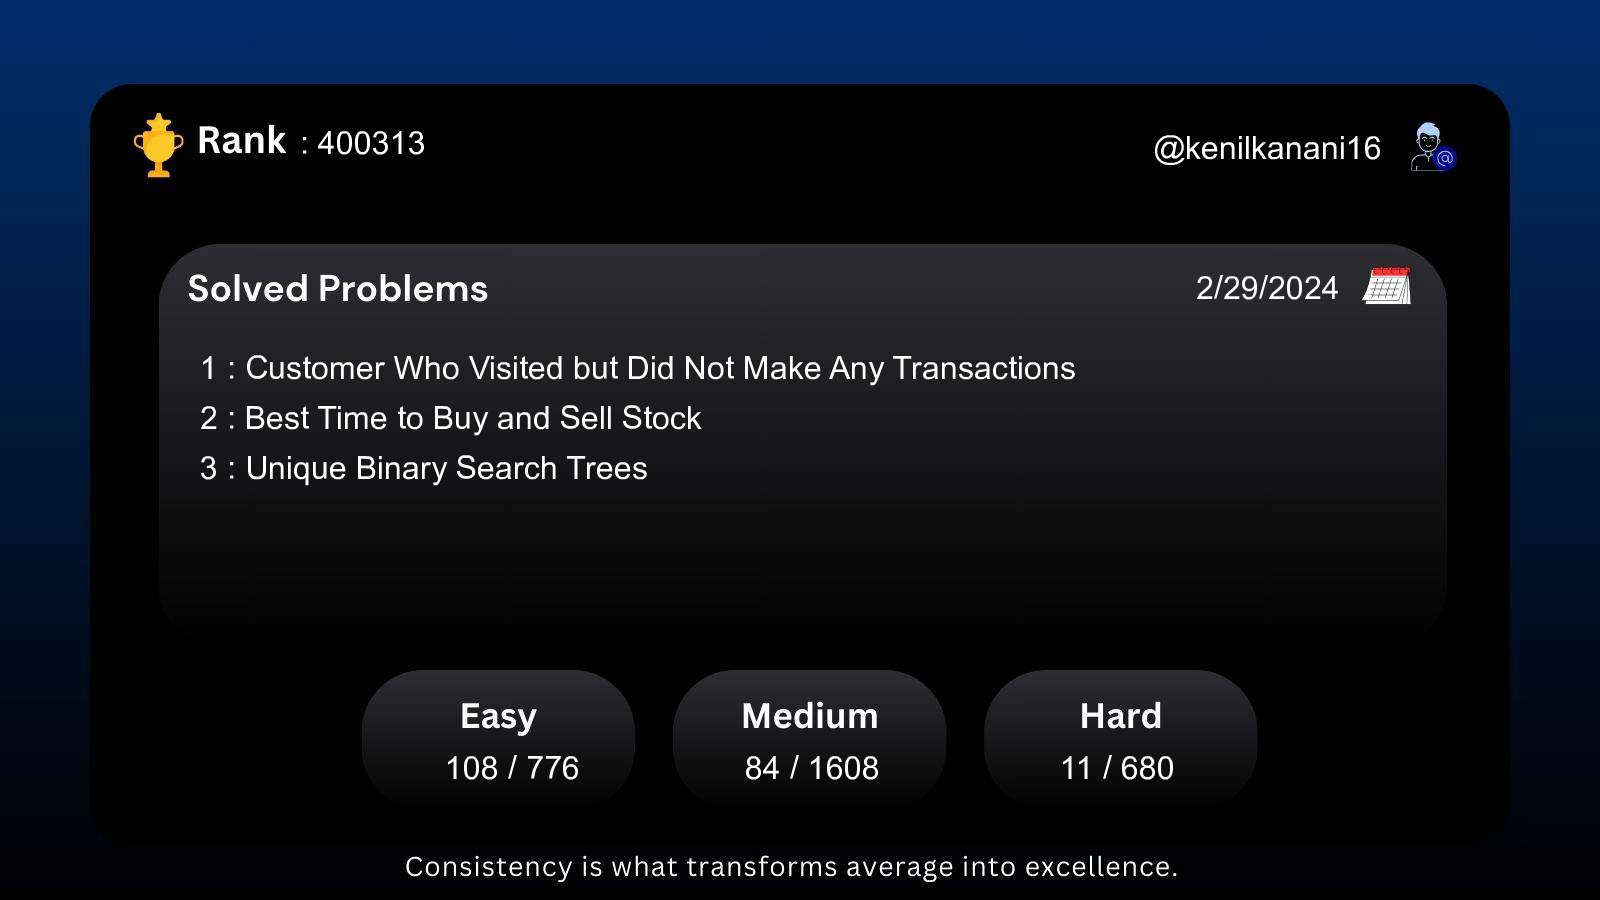 Rank : 400313
@kenilkanani16
@
Solved Problems
2/29/2024
1 : Customer Who Visited but Did Not Make Any Transactions
2 : Best Time to Buy and Sell Stock
3 : Unique Binary Search Trees
Easy
108 / 776
Medium
84 / 1608
Hard
11 / 680
Consistency is what transforms average into excellence.